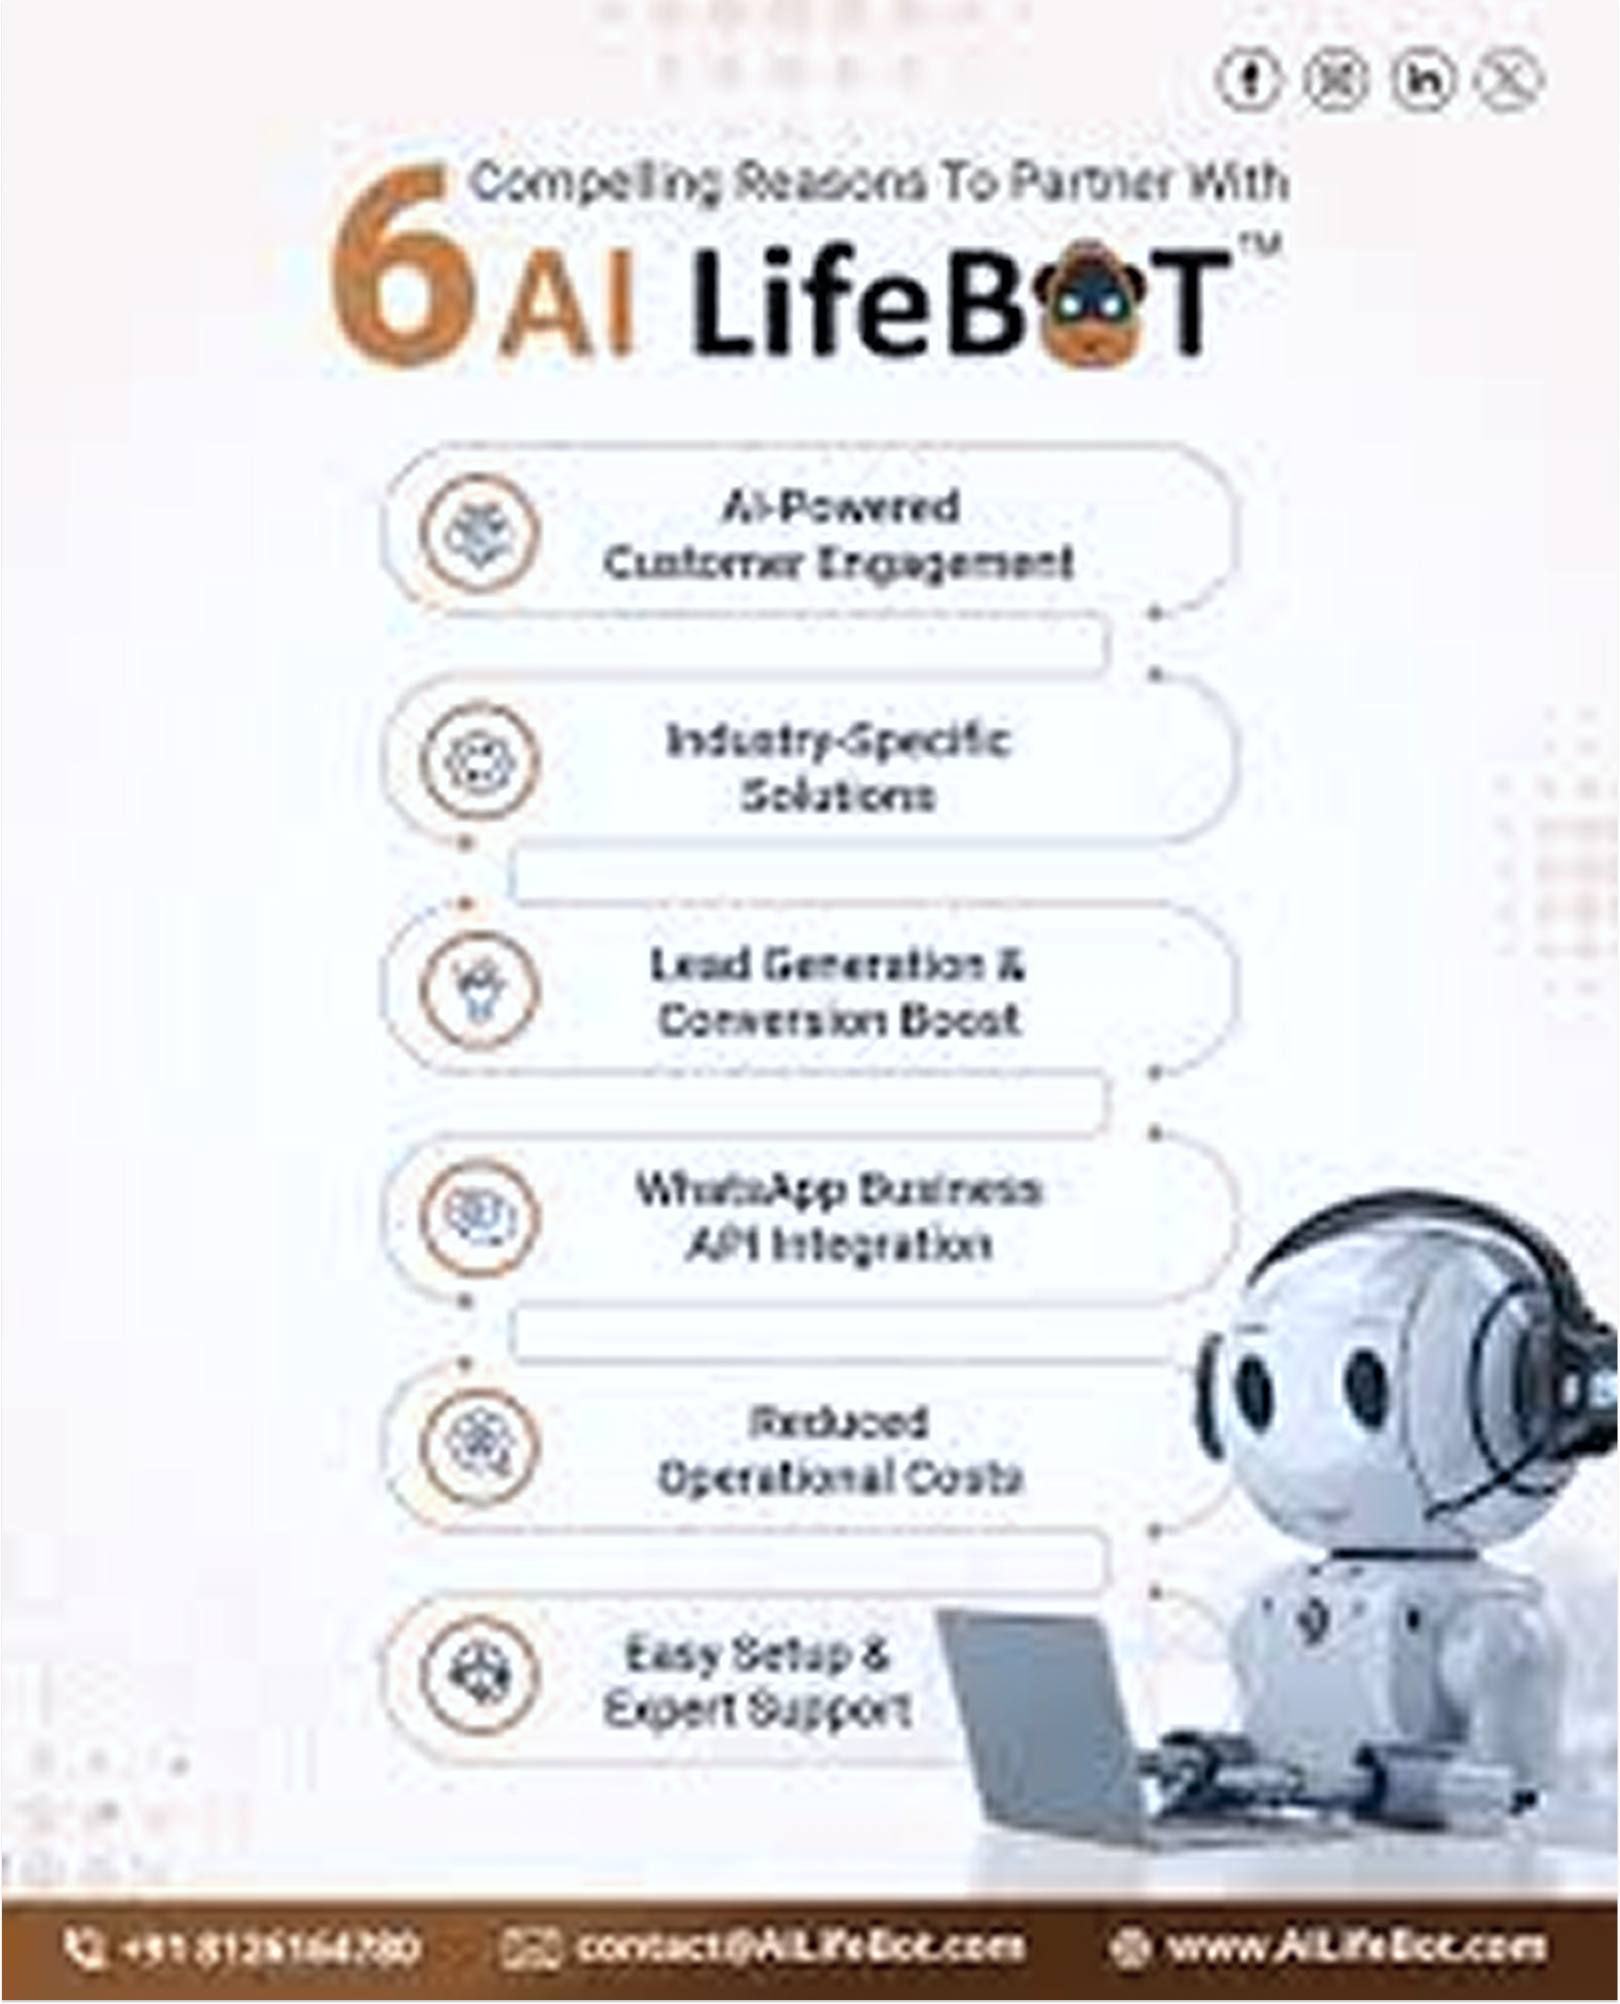 6 Compelling Reasons To Partner With
AI LifeBOT™
AI-Powered
Customer Engagement
Industry-Specific
Solutions
Lead Generation &
Conversion Boost
WhatsApp Business
API Integration
Reduced
Operational Costs
Easy Setup &
Expert Support
contact@AiLifeBot.com
www.AiLifeBot.com